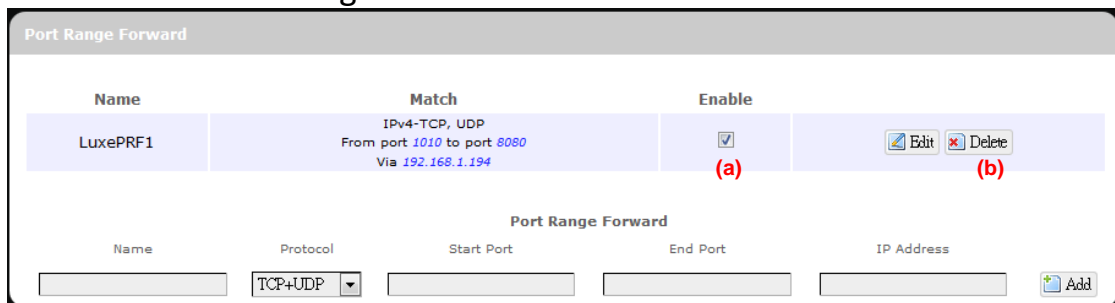 Port Range Forward
Name Match Enable
IPv4-TCP, UDP
LuxePRF1 From port 1010 to port 8080 Edit Delete
Via 192.168.1.194
(a) (b)
Port Range Forward
Name Protocol Start Port End Port IP Address
TCP+UDP Add